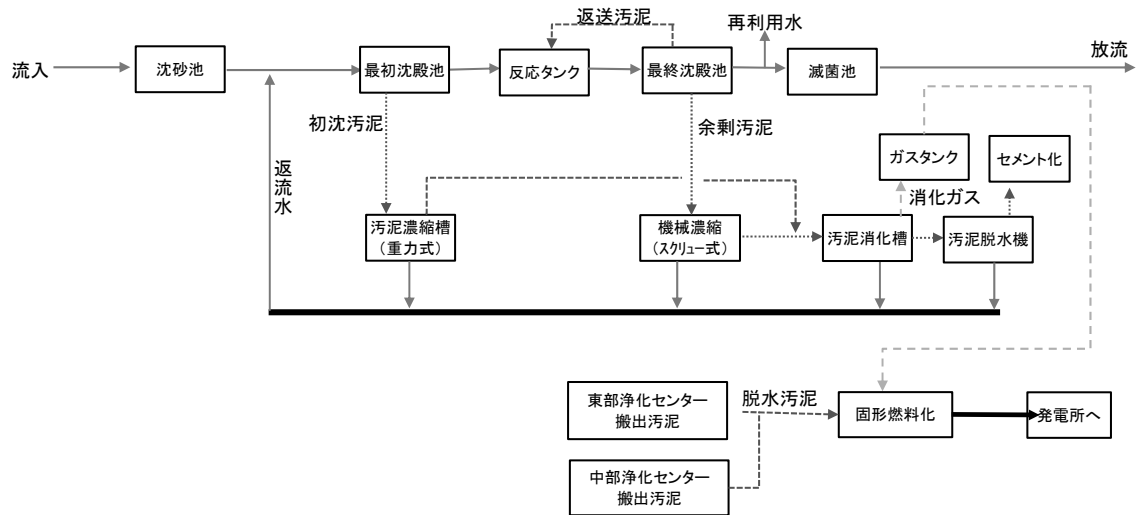 返送汚泥
再利用水
流入
沈砂池
最初沈殿池
反応タンク
最終沈殿池
滅菌池
放流
初沈汚泥
余剰汚泥
ガスタンク
セメント化
返流水
消化ガス
汚泥濃縮槽
（重力式）
機械濃縮
（スクリュー式）
汚泥消化槽
汚泥脱水機
東部浄化センター
搬出汚泥
脱水汚泥
固形燃料化
発電所へ
中部浄化センター
搬出汚泥